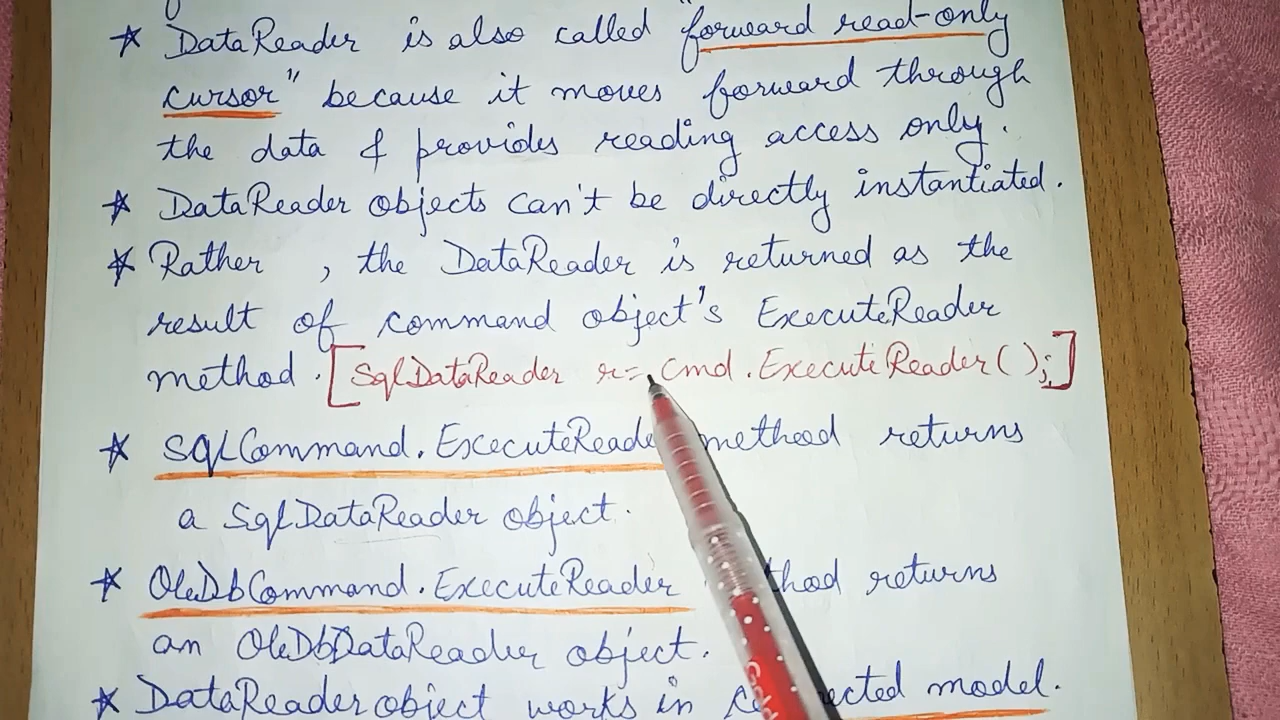 * DataReader is also called "forward read-only
cursor" because it moves forward through
the data & provides reading access only.
* DataReader objects can't be directly instantiated.
* Rather , the DataReader is returned as the
result of command object's ExecuteReader
method. [SqlDataReader r= cmd.ExecuteReader();]
* SQLCommand.ExecuteReader method returns
a SqlDataReader object.
* OleDbCommand.ExecuteReader returns
an OleDbDataReader object.
* DataReader object works in model.